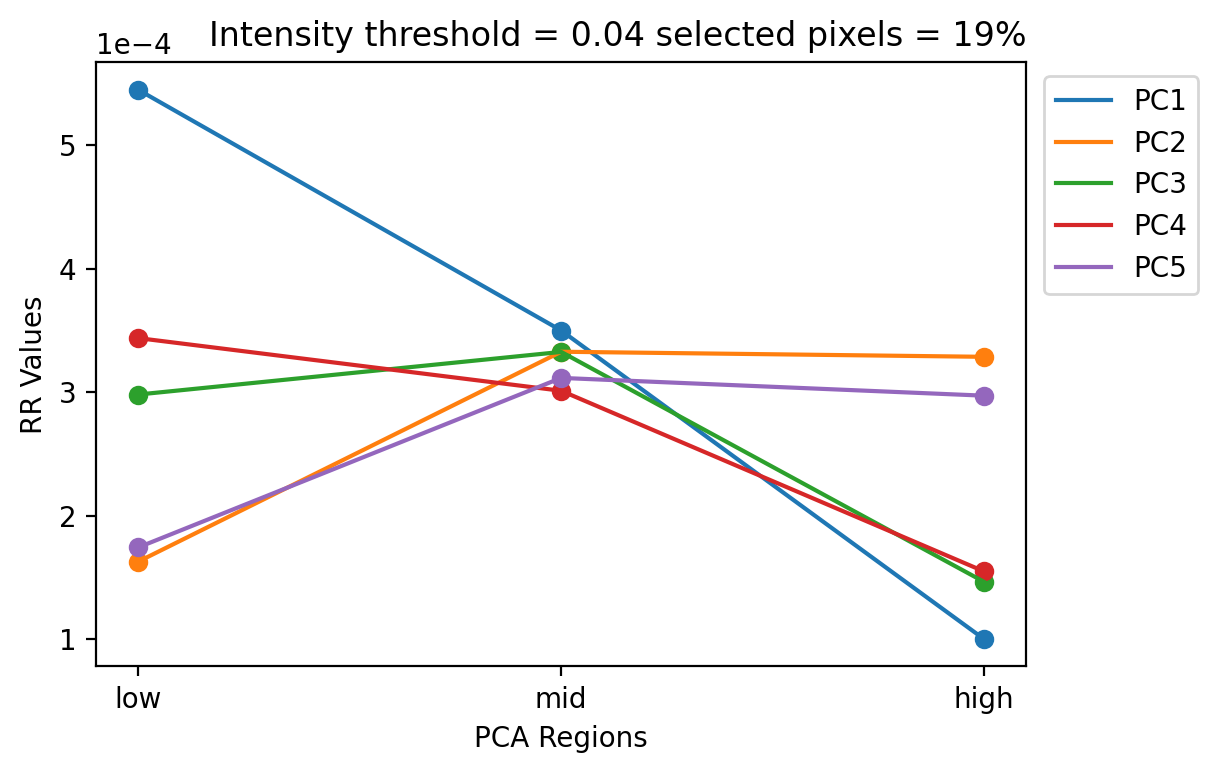 Intensity threshold = 0.04 selected pixels = 19%
1e−4
5
4
3
2
1
RR Values
low
mid
high
PCA Regions
PC1
PC2
PC3
PC4
PC5